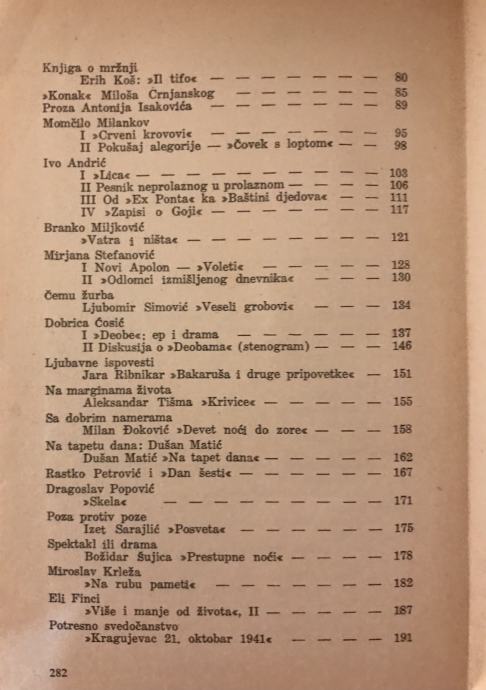 Knjiga o mržnji
Erih Koš: »Il tifo« — — — — — — — 80
»Konak« Miloša Crnjanskog — — — — — — 85
Proza Antonija Isakovića — — — — — — 89
Momčilo Milankov
I »Crveni krovovi« — — — — — — — 95
II Pokušaj alegorije — »Čovek s loptom« — — 98
Ivo Andrić
I »Lica« — — — — — — — — — 103
II Pesnik neprolaznog u prolaznom — — — — 106
III Od »Ex Ponta« ka »Baštini djedova« — — 111
IV »Zapisi o Goji« — — — — — — — 117
Branko Miljković
»Vatra i ništa« — — — — — — — 121
Mirjana Stefanović
I Novi Apolon — »Voleti« — — — — — 128
II »Odlomci izmišljenog dnevnika« — — — — 130
Čemu žurba
Ljubomir Simović »Veseli grobovi« — — — 134
Dobrica Ćosić
I »Deobe«: ep i drama — — — — — — 137
II Diskusija o »Deobama« (stenogram) — — — 146
Ljubavne ispovesti
Jara Ribnikar »Bakaruša i druge pripovetke« — 151
Na marginama života
Aleksandar Tišma »Krivice« — — — — — 155
Sa dobrim namerama
Milan Đoković »Devet noći do zore« — — — 158
Na tapetu dana: Dušan Matić
Dušan Matić »Na tapet dana« — — — — — 162
Rastko Petrović i »Dan šesti« — — — — — — 167
Dragoslav Popović
»Skela« — — — — — — — — 171
Poza protiv poze
Izet Sarajlić »Posveta« — — — — — — 175
Spektakl ili drama
Božidar Šujica »Prestupne noći« — — — — 178
Miroslav Krleža
»Na rubu pameti« — — — — — — 182
Eli Finci
»Više i manje od života«, II — — — — — 187
Potresno svedočanstvo
»Kragujevac 21. oktobar 1941« — — — — 191
282